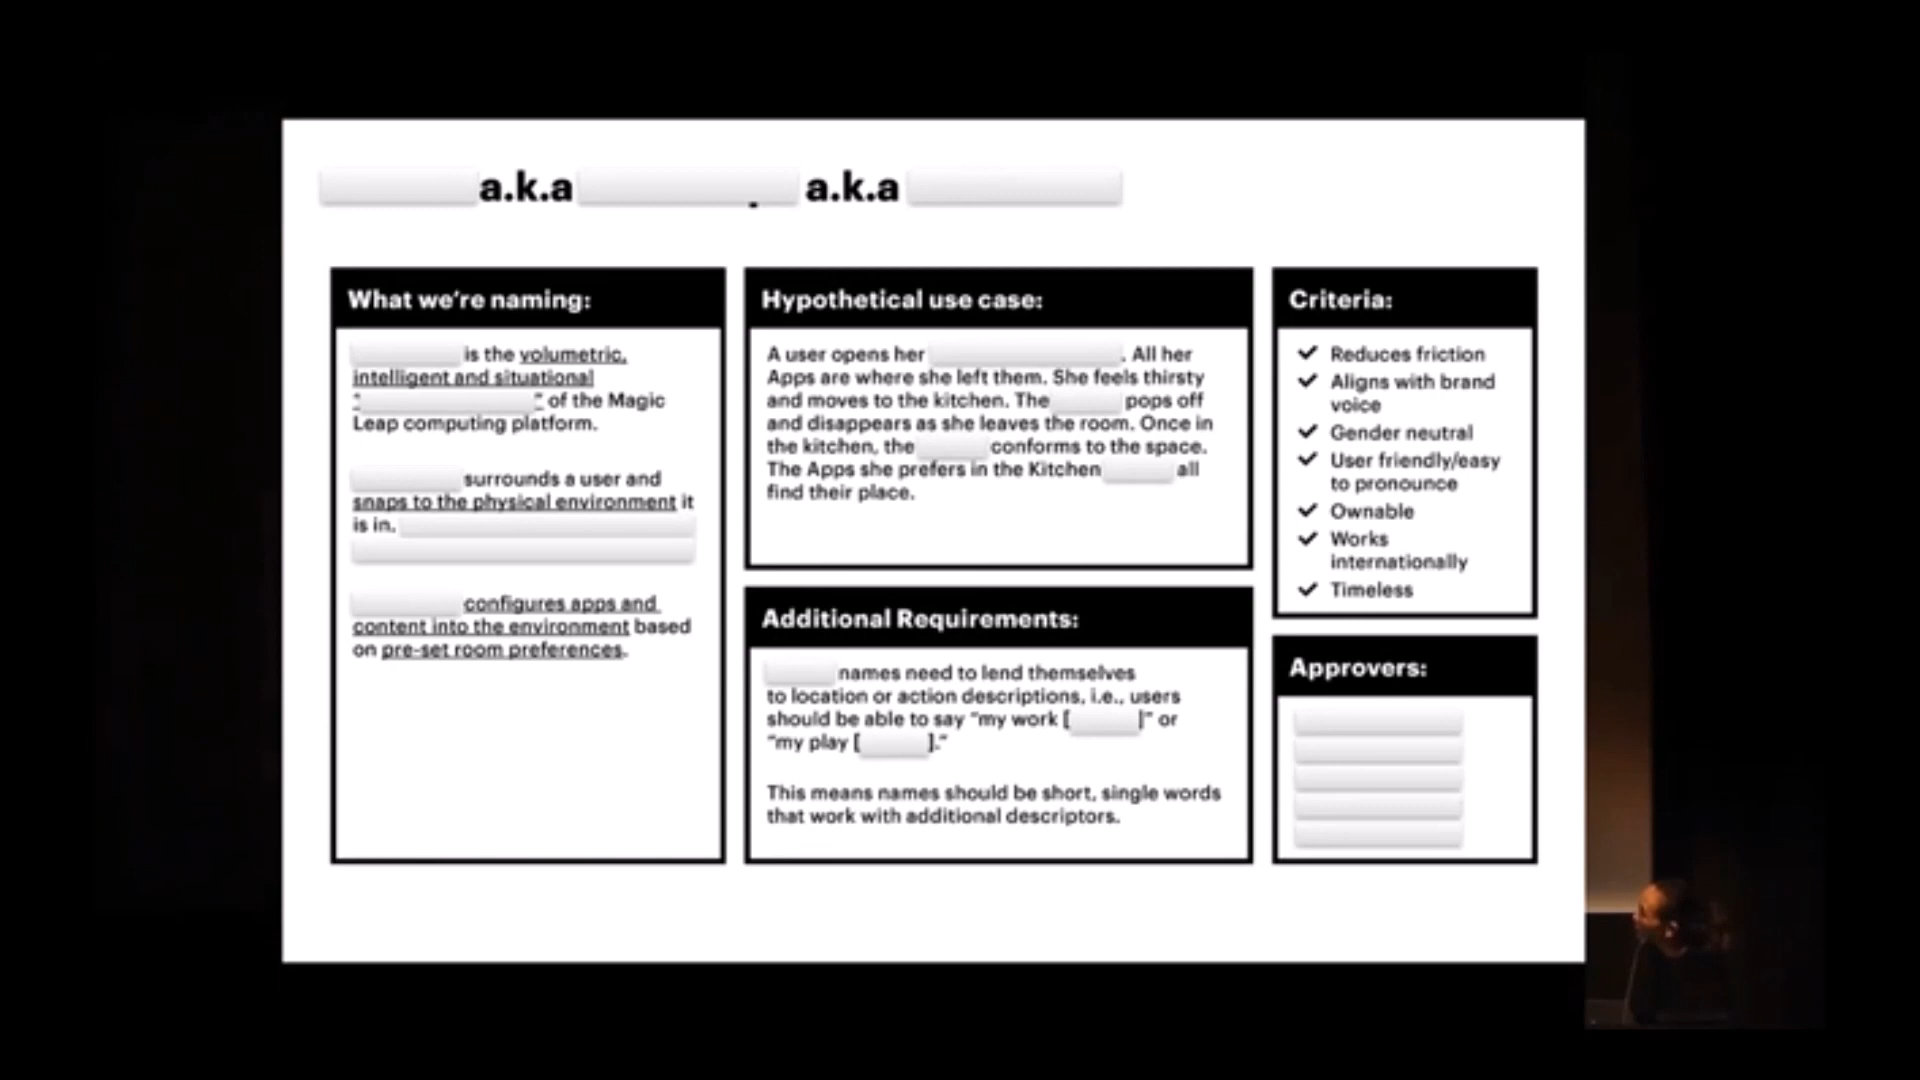 a.k.a a.k.a
What we're naming:
is the volumetric,
intelligent and situational
" " of the Magic
Leap computing platform.
surrounds a user and
snaps to the physical environment it
is in.
configures apps and
content into the environment based
on pre-set room preferences.
Hypothetical use case:
A user opens her . All her
Apps are where she left them. She feels thirsty
and moves to the kitchen. The pops off
and disappears as she leaves the room. Once in
the kitchen, the conforms to the space.
The Apps she prefers in the Kitchen all
find their place.
Additional Requirements:
names need to lend themselves
to location or action descriptions, i.e., users
should be able to say "my work [ ]" or
"my play [ ]."
This means names should be short, single words
that work with additional descriptors.
Criteria:
✓ Reduces friction
✓ Aligns with brand
voice
✓ Gender neutral
✓ User friendly/easy
to pronounce
✓ Ownable
✓ Works
internationally
✓ Timeless
Approvers: